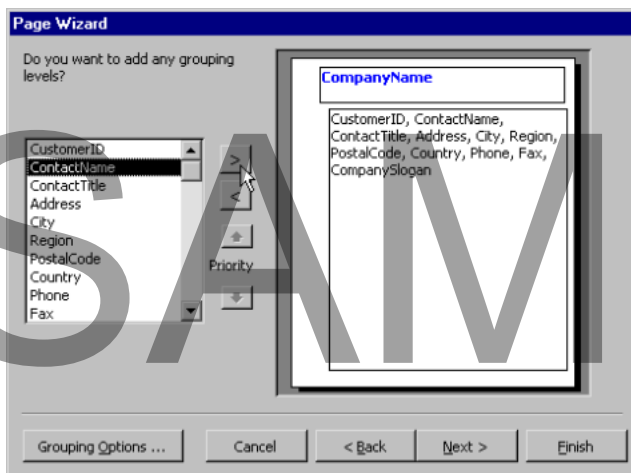 Page Wizard
Do you want to add any grouping
levels?
CompanyName
CustomerID, ContactName,
ContactTitle, Address, City, Region,
PostalCode, Country, Phone, Fax,
CompanySlogan
CustomerID
ContactName
ContactTitle
Address
City
Region
PostalCode
Country
Phone
Fax
>
<
Priority
SAM
Grouping Options ...
Cancel
< Back
Next >
Finish